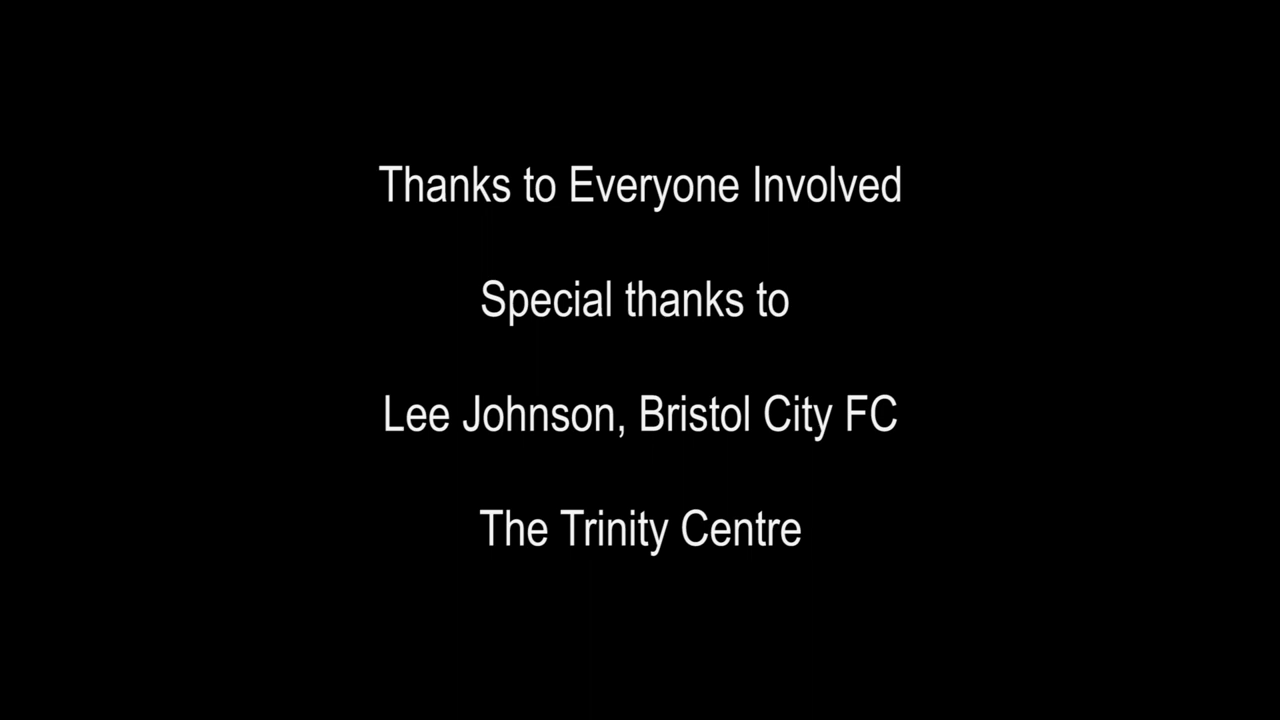 Thanks to Everyone Involved
Special thanks to
Lee Johnson, Bristol City FC
The Trinity Centre